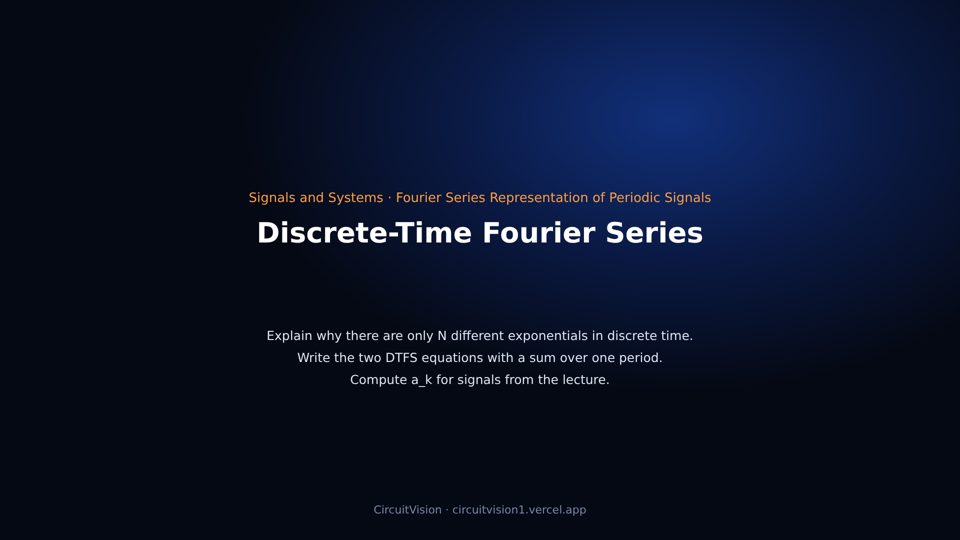 Signals and Systems · Fourier Series Representation of Periodic Signals
Discrete-Time Fourier Series
Explain why there are only N different exponentials in discrete time.
Write the two DTFS equations with a sum over one period.
Compute a_k for signals from the lecture.
CircuitVision · circuitvision1.vercel.app